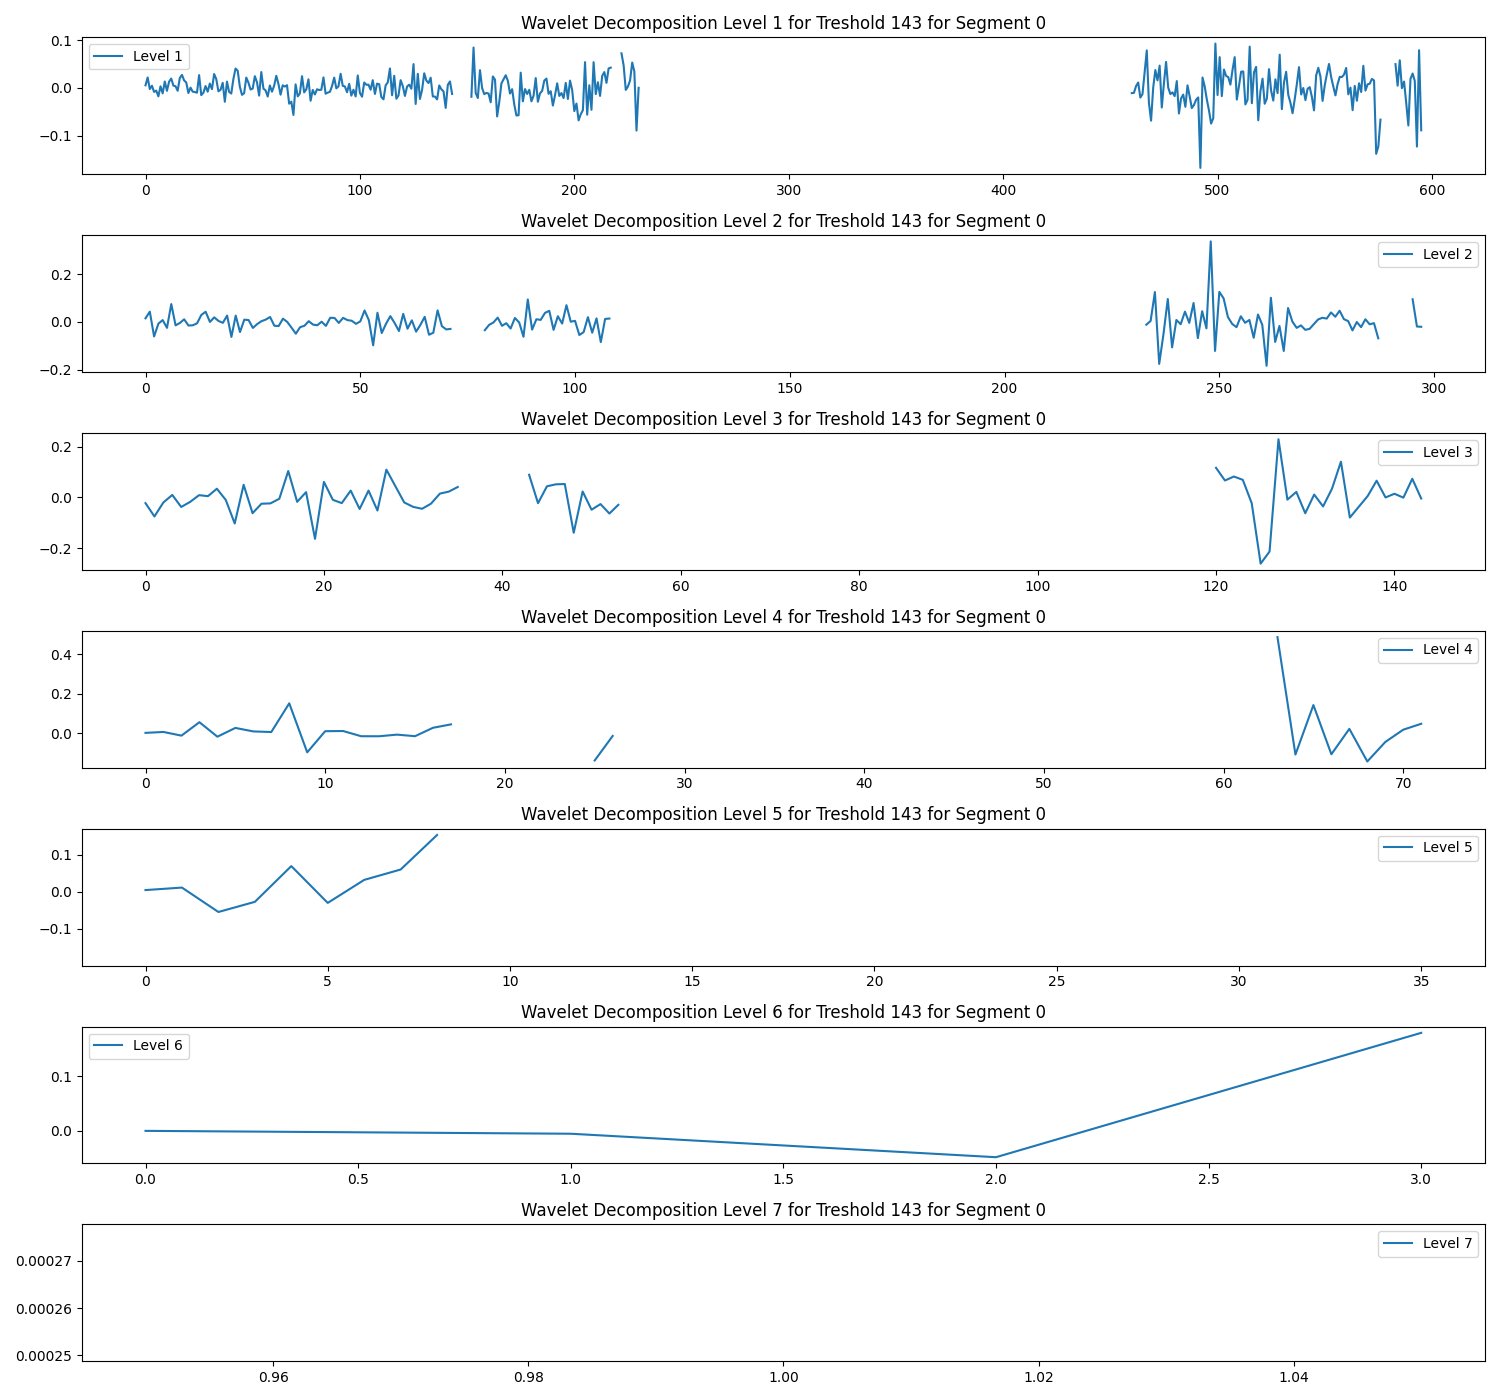 Wavelet Decomposition Level 1 for Treshold 143 for Segment 0
Level 1
0.1
0.0
−0.1
0 100 200 300 400 500 600
Wavelet Decomposition Level 2 for Treshold 143 for Segment 0
Level 2
0.2
0.0
−0.2
0 50 100 150 200 250 300
Wavelet Decomposition Level 3 for Treshold 143 for Segment 0
Level 3
0.2
0.0
−0.2
0 20 40 60 80 100 120 140
Wavelet Decomposition Level 4 for Treshold 143 for Segment 0
Level 4
0.4
0.2
0.0
0 10 20 30 40 50 60 70
Wavelet Decomposition Level 5 for Treshold 143 for Segment 0
Level 5
0.1
0.0
−0.1
0 5 10 15 20 25 30 35
Wavelet Decomposition Level 6 for Treshold 143 for Segment 0
Level 6
0.1
0.0
0.0 0.5 1.0 1.5 2.0 2.5 3.0
Wavelet Decomposition Level 7 for Treshold 143 for Segment 0
Level 7
0.00027
0.00026
0.00025
0.96 0.98 1.00 1.02 1.04